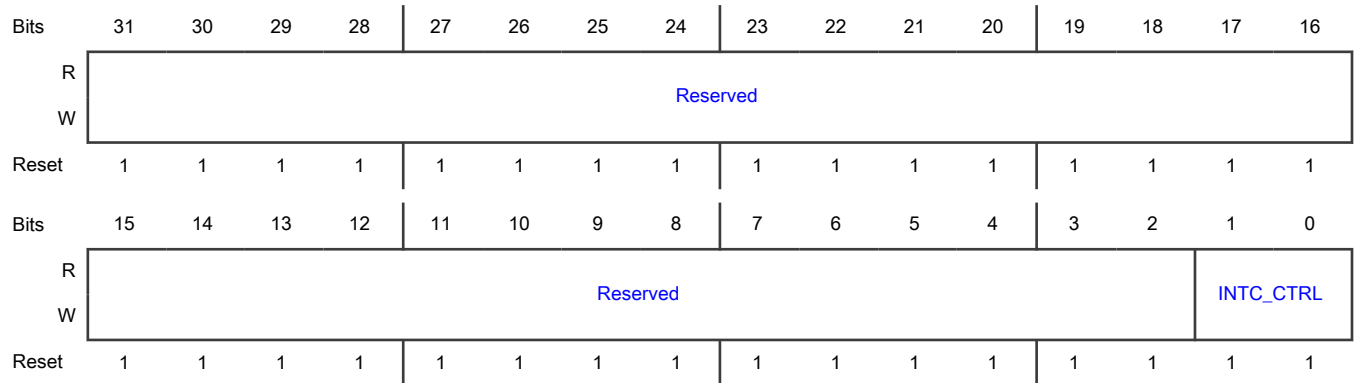 Bits 31 30 29 28 27 26 25 24 23 22 21 20 19 18 17 16
R
Reserved
W
Reset 1 1 1 1 1 1 1 1 1 1 1 1 1 1 1 1
Bits 15 14 13 12 11 10 9 8 7 6 5 4 3 2 1 0
R
Reserved INTC_CTRL
W
Reset 1 1 1 1 1 1 1 1 1 1 1 1 1 1 1 1